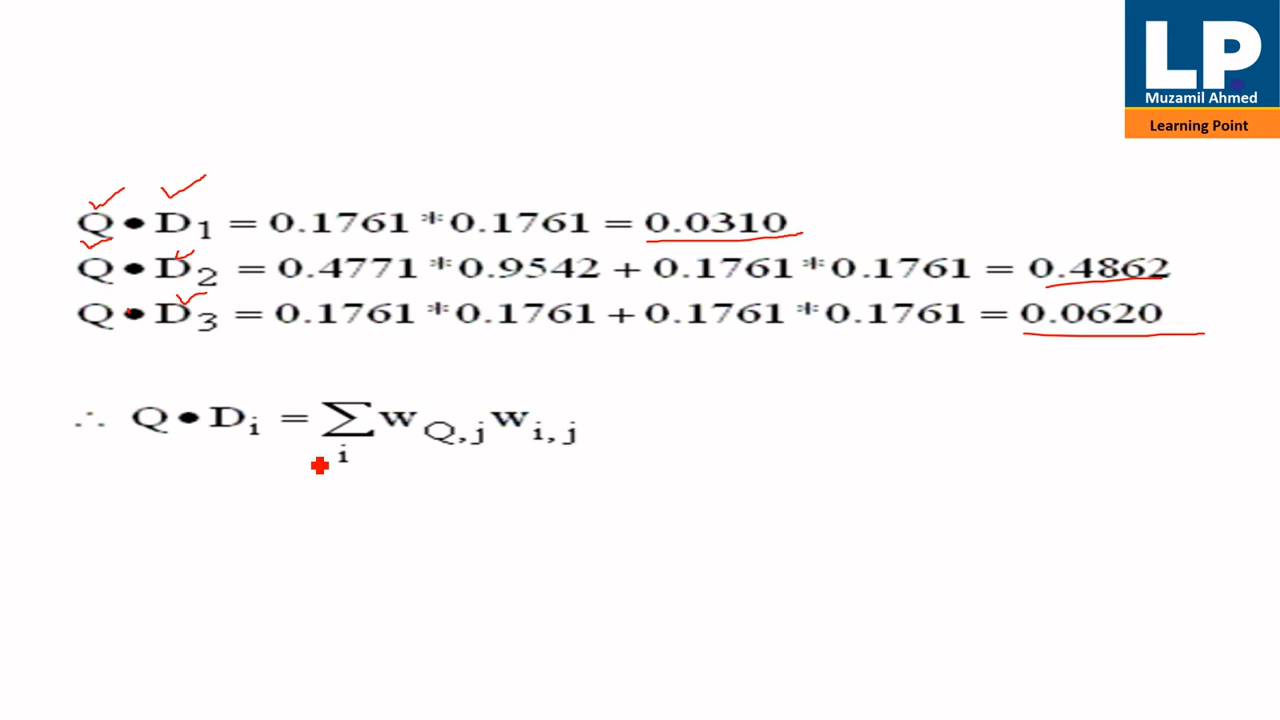 LP.
Muzamil Ahmed
Learning Point
Q • D1 = 0.1761 * 0.1761 = 0.0310
Q • D2 = 0.4771 * 0.9542 + 0.1761 * 0.1761 = 0.4862
Q • D3 = 0.1761 * 0.1761 + 0.1761 * 0.1761 = 0.0620
∴ Q • Di = ∑i wQ,j wi,j